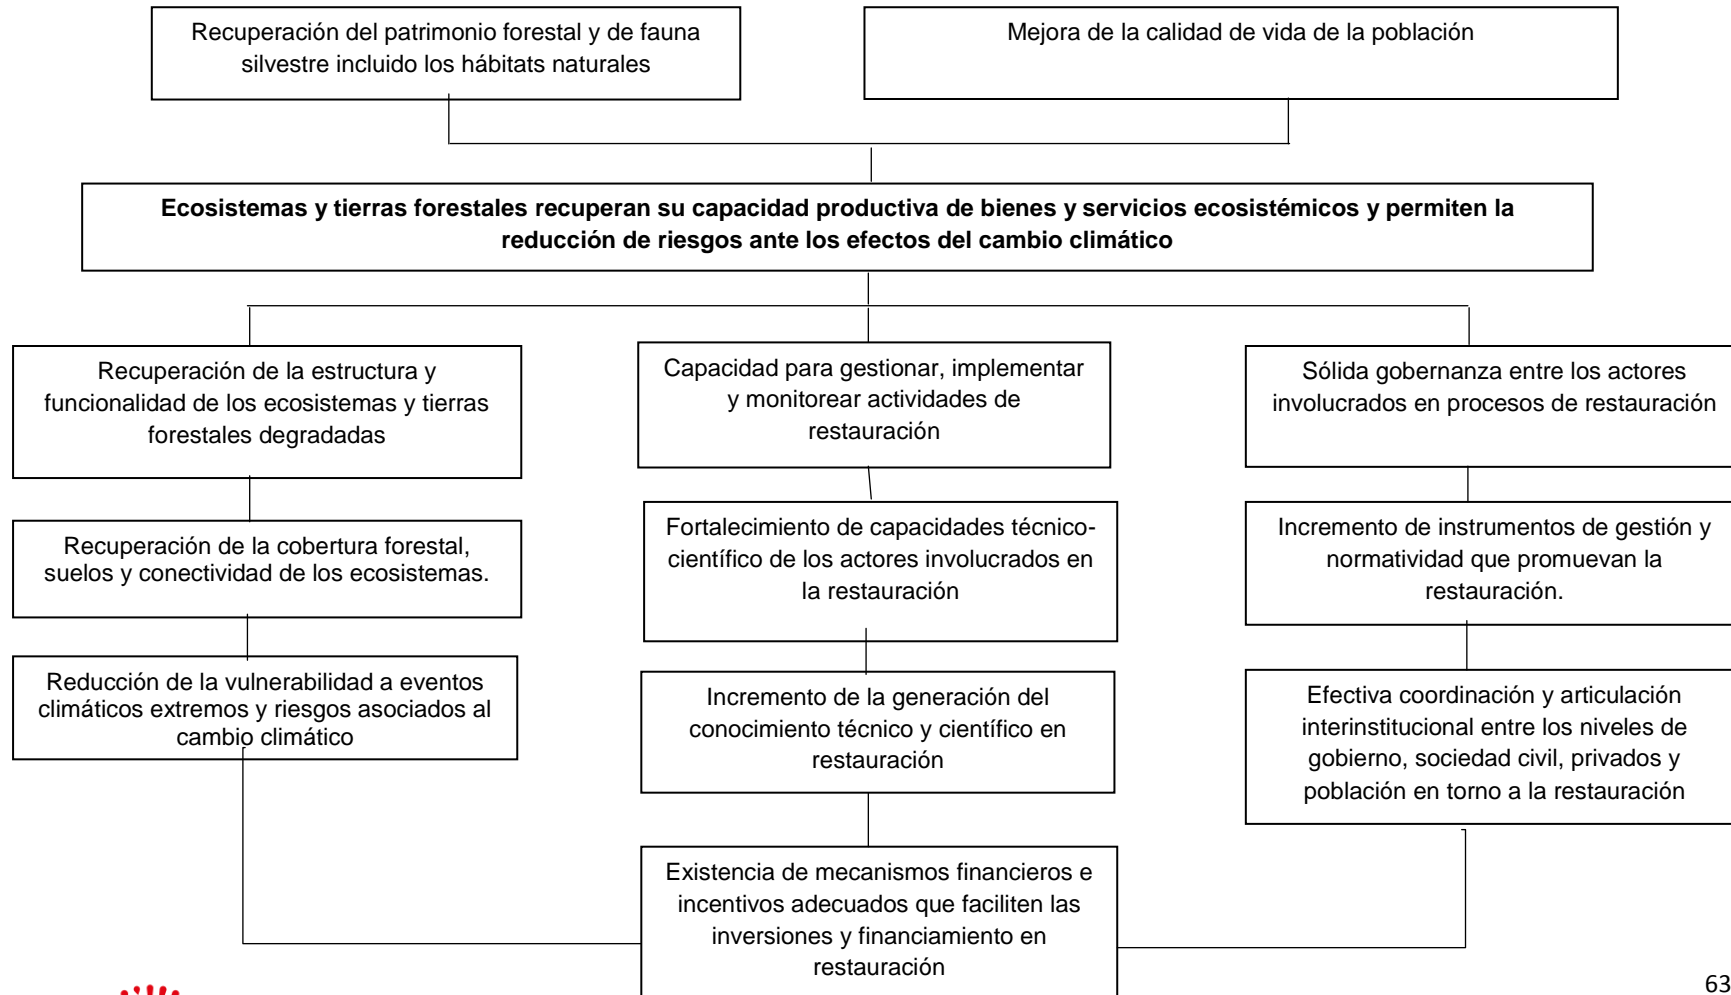 Recuperación del patrimonio forestal y de fauna
silvestre incluido los hábitats naturales
Mejora de la calidad de vida de la población
Ecosistemas y tierras forestales recuperan su capacidad productiva de bienes y servicios ecosistémicos y permiten la
reducción de riesgos ante los efectos del cambio climático
Recuperación de la estructura y
funcionalidad de los ecosistemas y tierras
forestales degradadas
Capacidad para gestionar, implementar
y monitorear actividades de
restauración
Sólida gobernanza entre los actores
involucrados en procesos de restauración
Recuperación de la cobertura forestal,
suelos y conectividad de los ecosistemas.
Fortalecimiento de capacidades técnico-
científico de los actores involucrados en
la restauración
Incremento de instrumentos de gestión y
normatividad que promuevan la
restauración.
Reducción de la vulnerabilidad a eventos
climáticos extremos y riesgos asociados al
cambio climático
Incremento de la generación del
conocimiento técnico y científico en
restauración
Efectiva coordinación y articulación
interinstitucional entre los niveles de
gobierno, sociedad civil, privados y
población en torno a la restauración
Existencia de mecanismos financieros e
incentivos adecuados que faciliten las
inversiones y financiamiento en
restauración
63